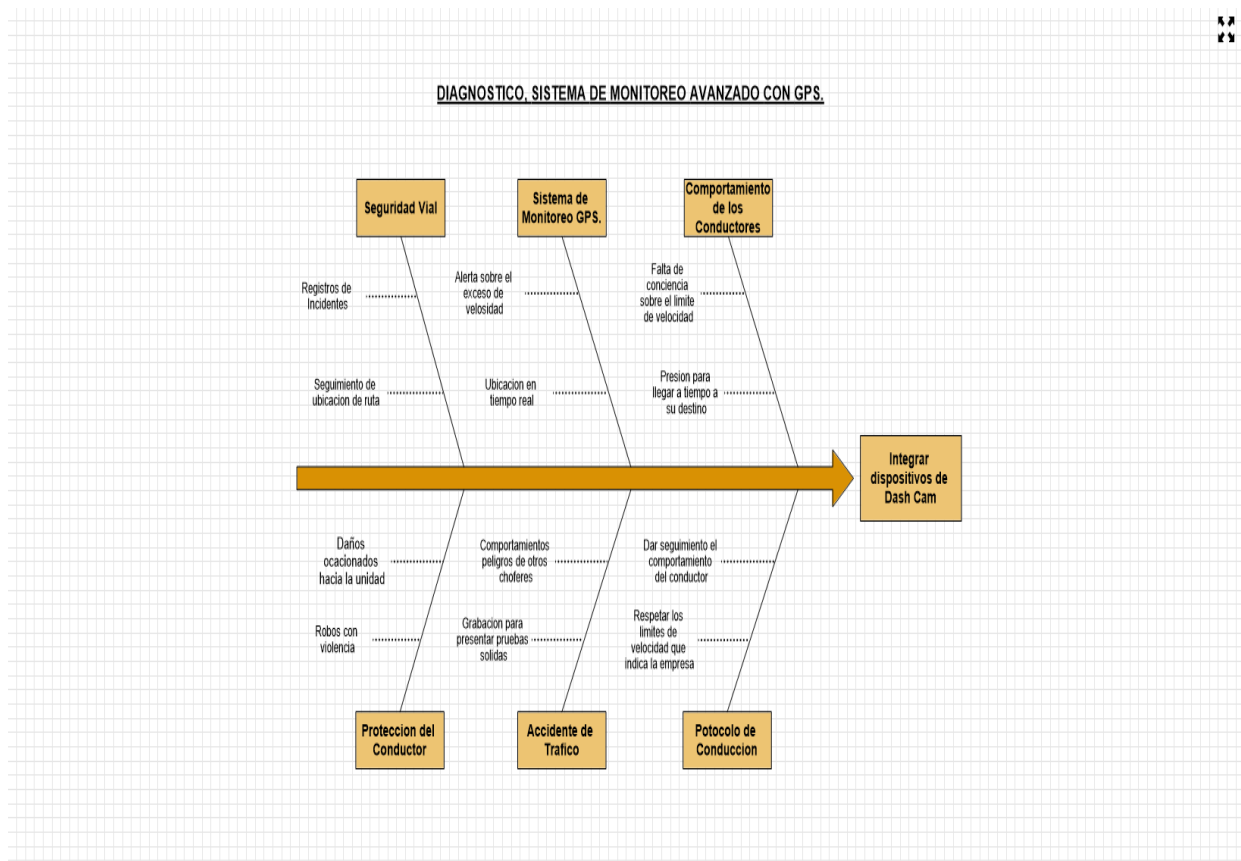 DIAGNOSTICO, SISTEMA DE MONITOREO AVANZADO CON GPS.
Seguridad Vial
Sistema de
Monitoreo GPS.
Comportamiento
de los
Conductores
Registros de
Incidentes
Alerta sobre el
exceso de
velosidad
Falta de
conciencia
sobre el limite
de velocidad
Seguimiento de
ubicacion de ruta
Ubicacion en
tiempo real
Presion para
llegar a tiempo a
su destino
Integrar
dispositivos de
Dash Cam
Daños
ocacionados
hacia la unidad
Comportamientos
peligros de otros
choferes
Dar seguimiento el
comportamiento
del conductor
Robos con
violencia
Grabacion para
presentar pruebas
solidas
Respetar los
limites de
velocidad que
indica la empresa
Proteccion del
Conductor
Accidente de
Trafico
Potocolo de
Conduccion